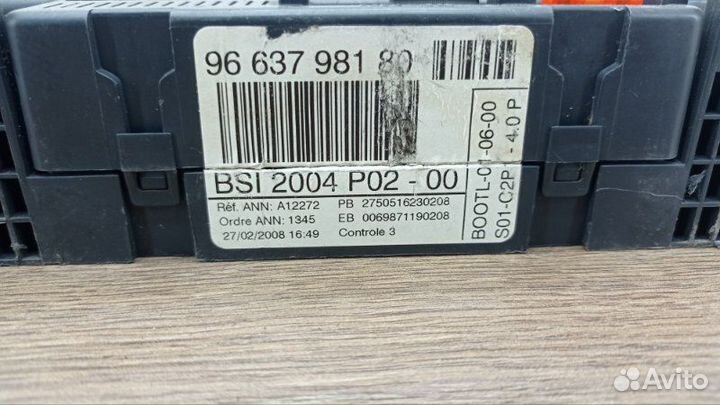 96 637 981 80
BSI 2004 P02 - 00
Réf. ANN: A12272 PB 2750516230208
Ordre ANN: 1345 EB 0069871190208
27/02/2008 16:49 Controle 3
BOOTL-01-06-00
S01-C2P - 4.0 P
Avito